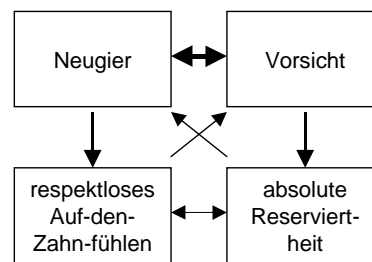 Neugier
Vorsicht
respektloses
Auf-den-
Zahn-fühlen
absolute
Reserviert-
heit